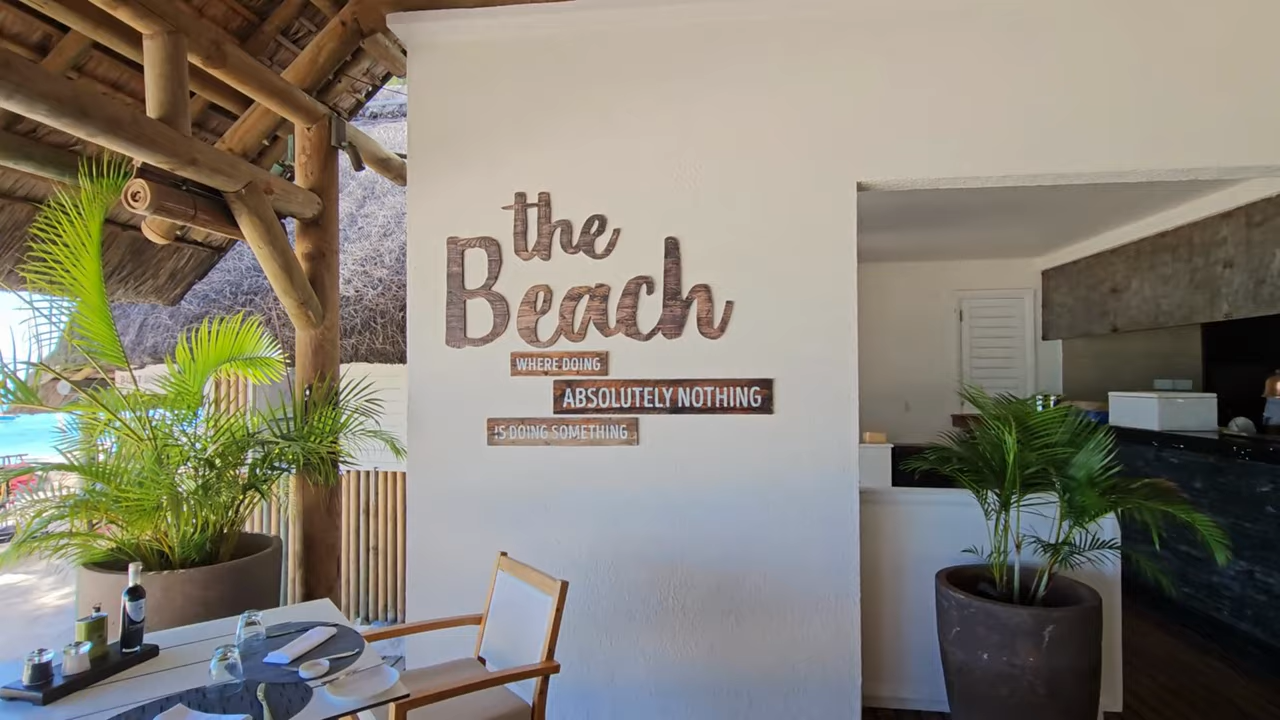 the
Beach
WHERE DOING
ABSOLUTELY NOTHING
IS DOING SOMETHING